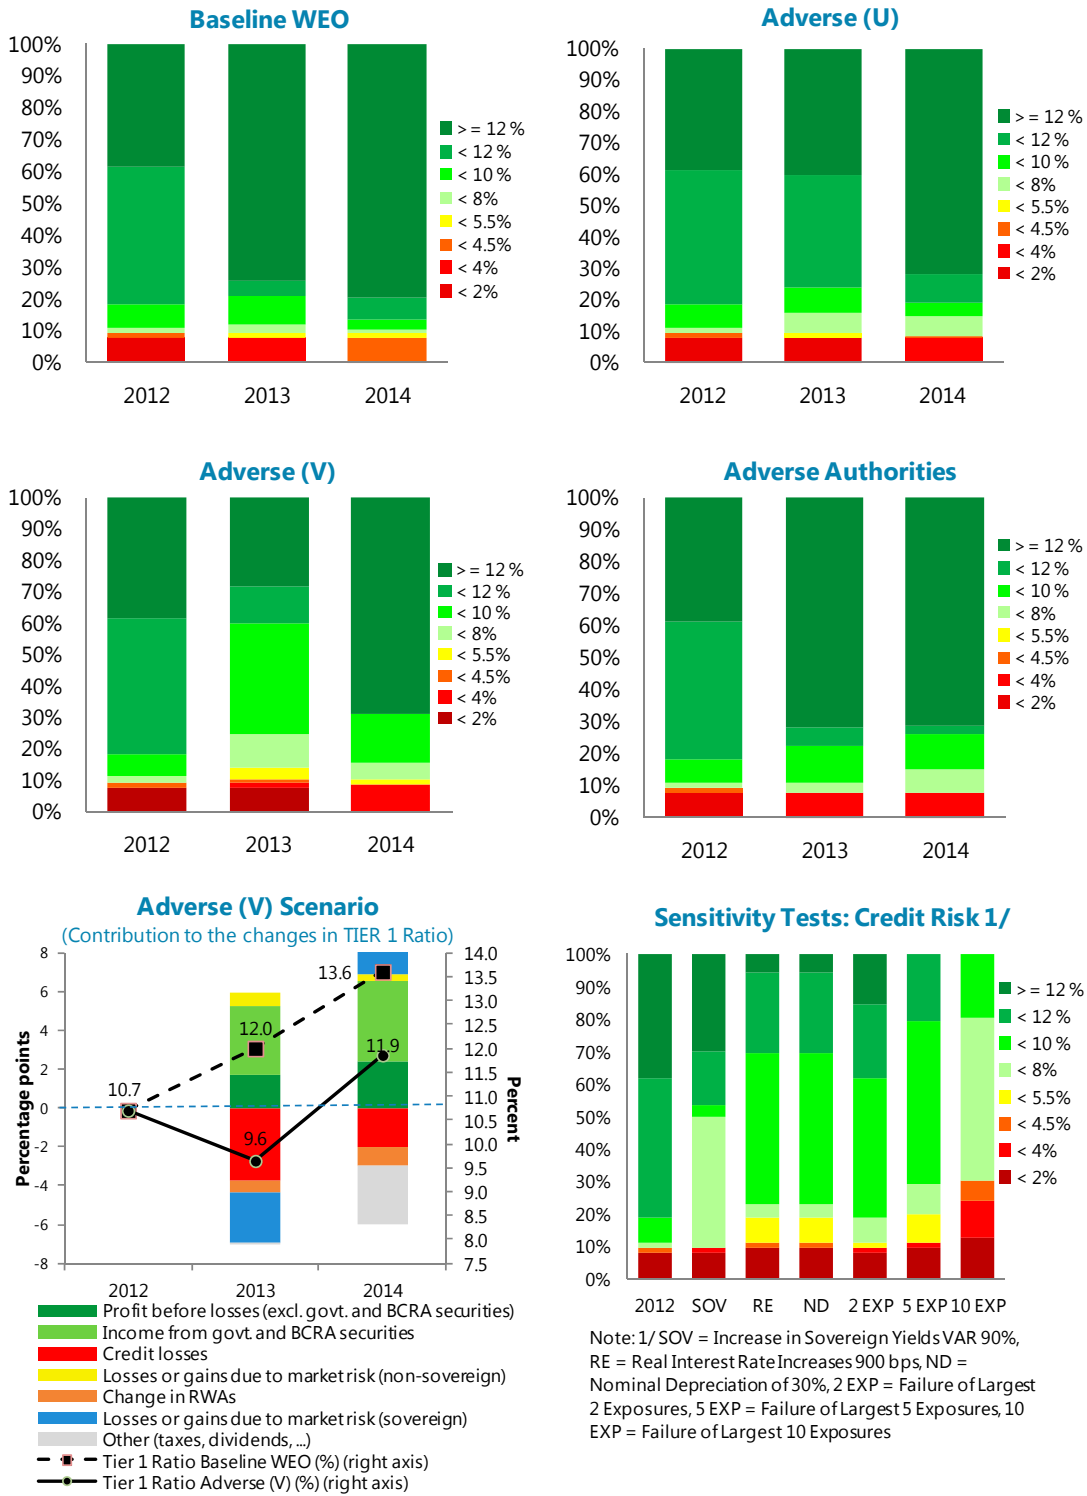 Baseline WEO
100%
90%
80%
70%
60%
50%
40%
30%
20%
10%
0%
2012 2013 2014
> = 12 %
< 12 %
< 10 %
< 8%
< 5.5%
< 4.5%
< 4%
< 2%
Adverse (U)
100%
90%
80%
70%
60%
50%
40%
30%
20%
10%
0%
2012 2013 2014
> = 12 %
< 12 %
< 10 %
< 8%
< 5.5%
< 4.5%
< 4%
< 2%
Adverse (V)
100%
90%
80%
70%
60%
50%
40%
30%
20%
10%
0%
2012 2013 2014
> = 12 %
< 12 %
< 10 %
< 8%
< 5.5%
< 4.5%
< 4%
< 2%
Adverse Authorities
100%
90%
80%
70%
60%
50%
40%
30%
20%
10%
0%
2012 2013 2014
> = 12 %
< 12 %
< 10 %
< 8%
< 5.5%
< 4.5%
< 4%
< 2%
Adverse (V) Scenario
(Contribution to the changes in TIER 1 Ratio)
Percentage points
8
6
4
2
0
-2
-4
-6
-8
10.7
12.0
13.6
9.6
11.9
14.0
13.5
13.0
12.5
12.0
11.5
11.0
10.5
10.0
9.5
9.0
8.5
8.0
7.5
Percent
2012 2013 2014
Profit before losses (excl. govt. and BCRA securities)
Income from govt. and BCRA securities
Credit losses
Losses or gains due to market risk (non-sovereign)
Change in RWAs
Losses or gains due to market risk (sovereign)
Other (taxes, dividends, ...)
Tier 1 Ratio Baseline WEO (%) (right axis)
Tier 1 Ratio Adverse (V) (%) (right axis)
Sensitivity Tests: Credit Risk 1/
100%
90%
80%
70%
60%
50%
40%
30%
20%
10%
0%
2012 SOV RE ND 2 EXP 5 EXP 10 EXP
> = 12 %
< 12 %
< 10 %
< 8%
< 5.5%
< 4.5%
< 4%
< 2%
Note: 1/ SOV = Increase in Sovereign Yields VAR 90%,
RE = Real Interest Rate Increases 900 bps, ND =
Nominal Depreciation of 30%, 2 EXP = Failure of Largest
2 Exposures, 5 EXP = Failure of Largest 5 Exposures, 10
EXP = Failure of Largest 10 Exposures